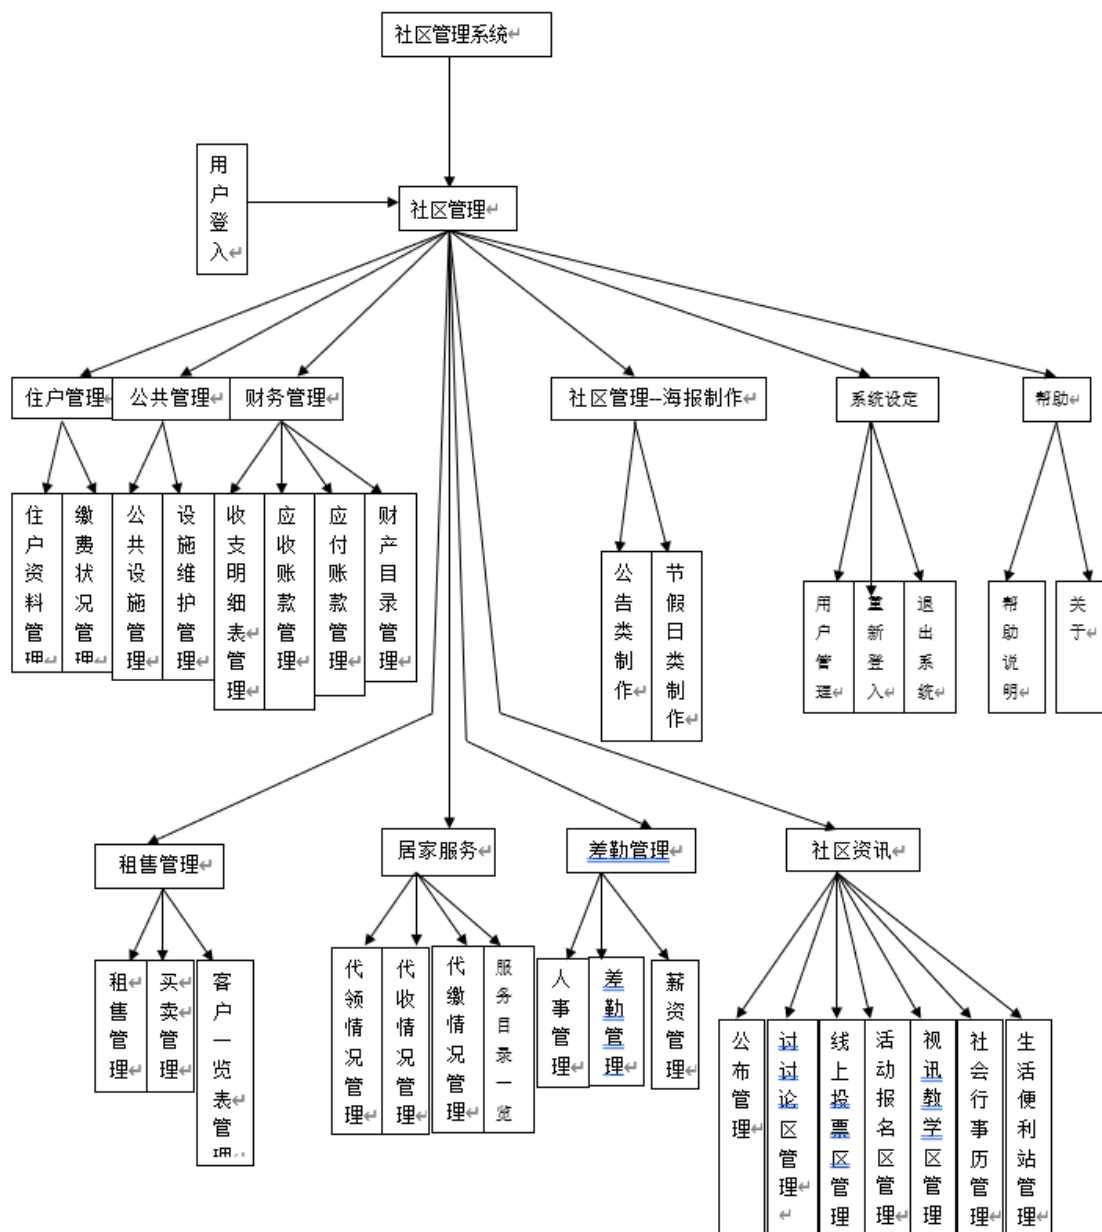 社区管理系统
用户登入
社区管理
住户管理
公共管理
财务管理
社区管理—海报制作
系统设定
帮助
住户资料管理
缴费状况管理
公共设施管理
设施维护管理
收支明细表管理
应收账款管理
应付账款管理
财产目录管理
公告类制作
节假日类制作
用户管理
重新登入
退出系统
帮助说明
关于
租售管理
居家服务
差勤管理
社区资讯
租售管理
买卖管理
客户一览表管理
代领情况管理
代收情况管理
代缴情况管理
服务目录一览
人事管理
差勤管理
薪资管理
公布管理
讨讨论区管理
线上投票区管理
活动报名区管理
视讯教学区管理
社会行事历管理
生活便利站管理